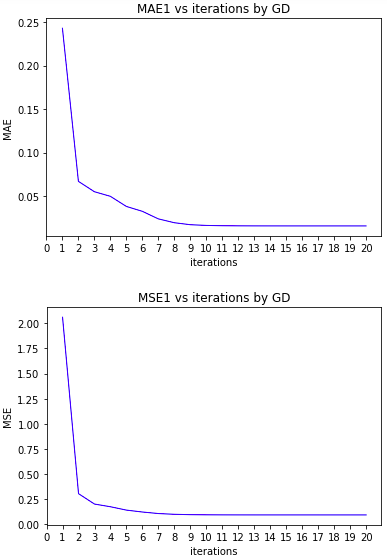 MAE1 vs iterations by GD
0.25
0.20
0.15
0.10
0.05
MAE
0 1 2 3 4 5 6 7 8 9 10 11 12 13 14 15 16 17 18 19 20
iterations
MSE1 vs iterations by GD
2.00
1.75
1.50
1.25
1.00
0.75
0.50
0.25
0.00
MSE
0 1 2 3 4 5 6 7 8 9 10 11 12 13 14 15 16 17 18 19 20
iterations